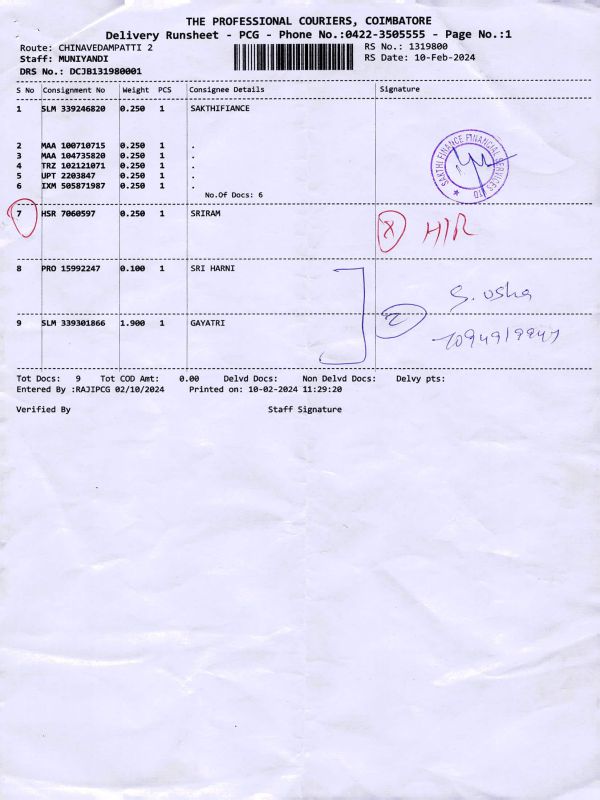 THE PROFESSIONAL COURIERS, COIMBATORE
Delivery Runsheet - PCG - Phone No.:0422-3505555 - Page No.:1
Route: CHINAVEDAMPATTI 2 RS No.: 1319800
Staff: MUNIYANDI RS Date: 10-Feb-2024
DRS No.: DCJB131980001
S No Consignment No Weight PCS Consignee Details Signature
1 SLM 339246820 0.250 1 SAKTHIFIANCE
2 MAA 100710715 0.250 1 .
3 MAA 104735820 0.250 1 .
4 TRZ 102121071 0.250 1 .
5 UPT 2203847 0.250 1 .
6 IXM 505871987 0.250 1 .
No.Of Docs: 6
SAKTHI FINANCE FINANCIAL SERVICES LTD
7 HSR 7060597 0.250 1 SRIRAM X H/R
8 PRO 15992247 0.100 1 SRI HARNI
S. Usha
2
9 SLM 339301866 1.900 1 GAYATRI
Tot Docs: 9 Tot COD Amt: 0.00 Delvd Docs: Non Delvd Docs: Delvy pts:
Entered By :RAJIPCG 02/10/2024 Printed on: 10-02-2024 11:29:20
Verified By Staff Signature